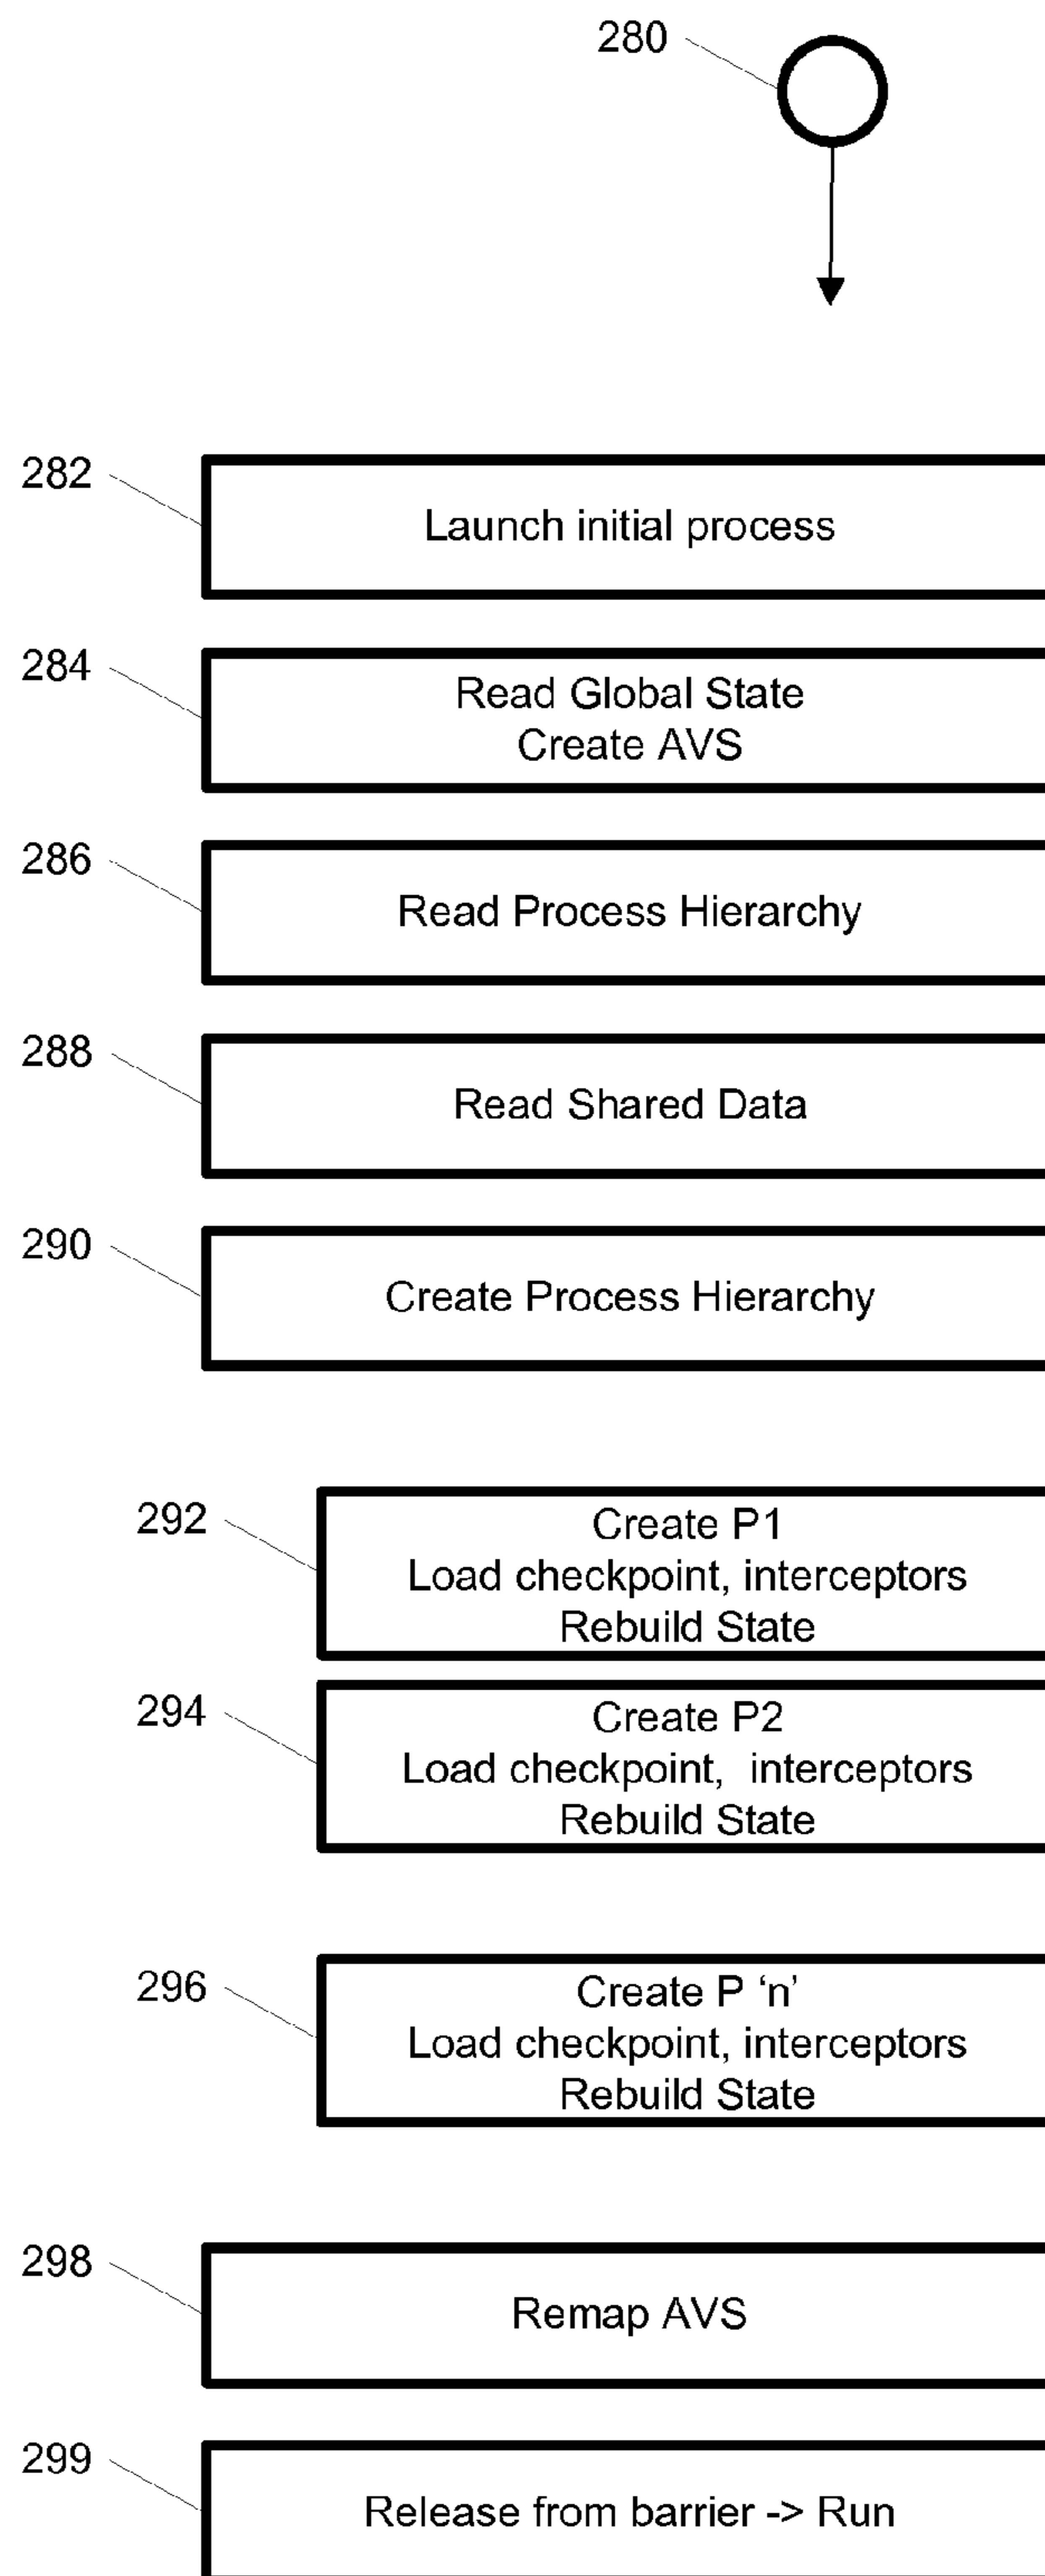 280
282
Launch initial process
284
Read Global State
Create AVS
286
Read Process Hierarchy
288
Read Shared Data
290
Create Process Hierarchy
292
Create P1
Load checkpoint, interceptors
Rebuild State
294
Create P2
Load checkpoint,  interceptors
Rebuild State
296
Create P ‘n’
Load checkpoint, interceptors
Rebuild State
298
Remap AVS
299
Release from barrier -> Run